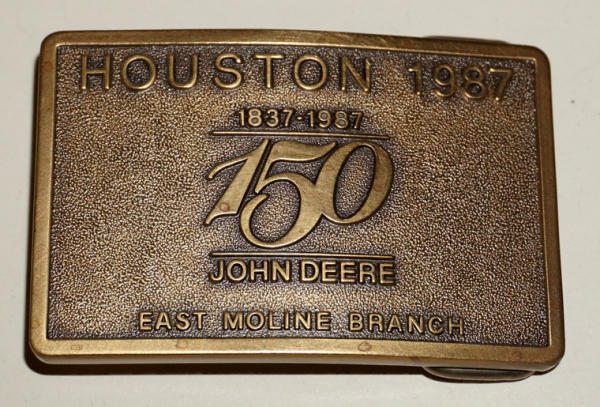 HOUSTON 1987
1837-1987
150
JOHN DEERE
EAST MOLINE BRANCH